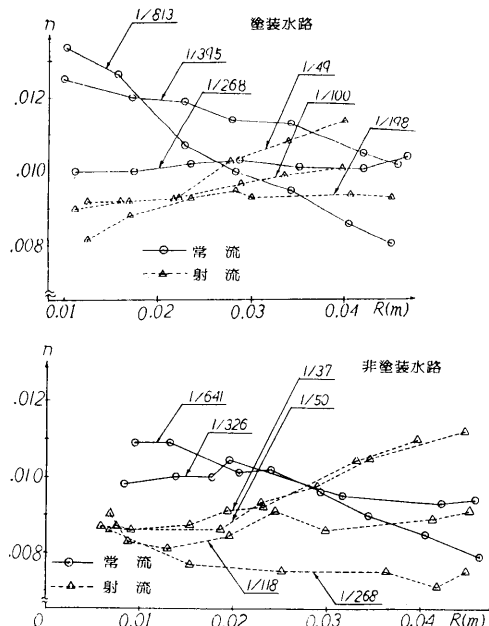 n
塗装水路
1/813
1/395
1/268
1/49
1/100
1/198
.012
.010
.008
常 流
射 流
0.01 0.02 0.03 0.04 R(m)
n
非塗装水路
1/37
1/50
1/641
1/326
.012
.010
.008
常 流
射 流
1/118
1/268
0 0.01 0.02 0.03 0.04 R(m)